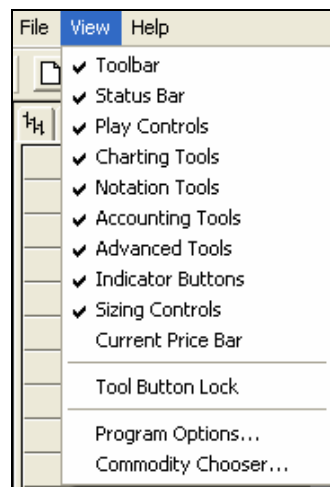 File View Help
Toolbar
Status Bar
Play Controls
Charting Tools
Notation Tools
Accounting Tools
Advanced Tools
Indicator Buttons
Sizing Controls
Current Price Bar
Tool Button Lock
Program Options...
Commodity Chooser...